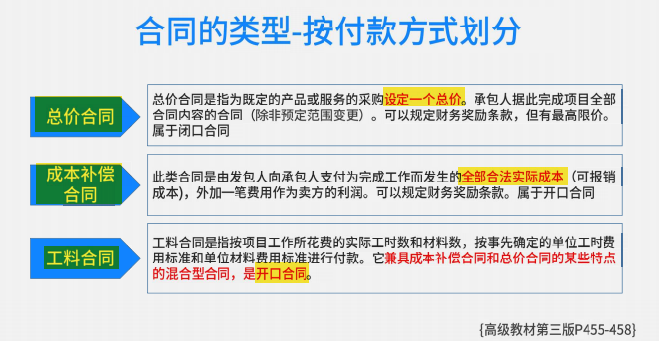 合同的类型-按付款方式划分
总价合同
总价合同是指为既定的产品或服务的采购设定一个总价。承包人据此完成项目全部
合同内容的合同（除非预定范围变更）。可以规定财务奖励条款，但有最高限价。
属于闭口合同
成本补偿
合同
此类合同是由发包人向承包人支付为完成工作而发生的全部合法实际成本（可报销
成本），外加一笔费用作为卖方的利润。可以规定财务奖励条款。属于开口合同
工料合同
工料合同是指按项目工作所花费的实际工时数和材料数，按事先确定的单位工时费
用标准和单位材料费用标准进行付款。它兼具成本补偿合同和总价合同的某些特点
的混合型合同，是开口合同。
{高级教材第三版P455-458}